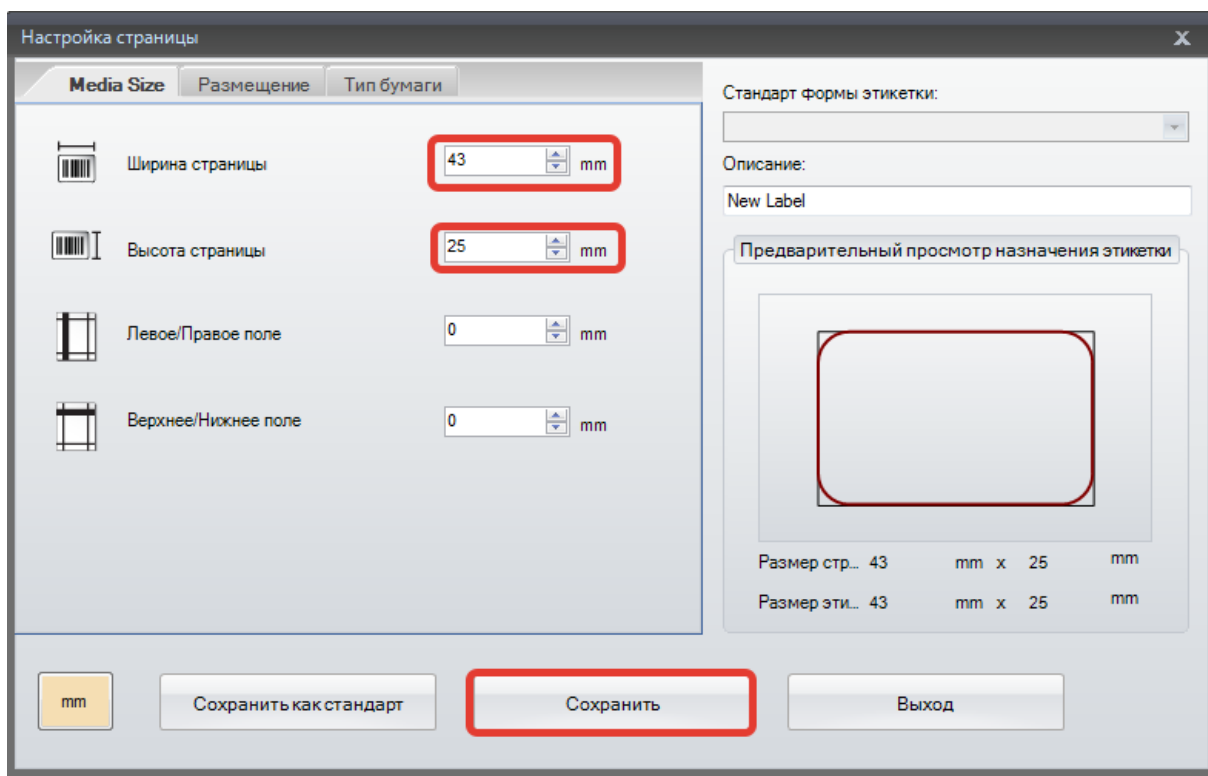 Настройка страницы X
Media Size Размещение Тип бумаги
Ширина страницы 43 mm
Высота страницы 25 mm
Левое/Правое поле 0 mm
Верхнее/Нижнее поле 0 mm
Стандарт формы этикетки:
Описание:
New Label
Предварительный просмотр назначения этикетки
Размер стр... 43 mm x 25 mm
Размер эти... 43 mm x 25 mm
mm Сохранить как стандарт Сохранить Выход